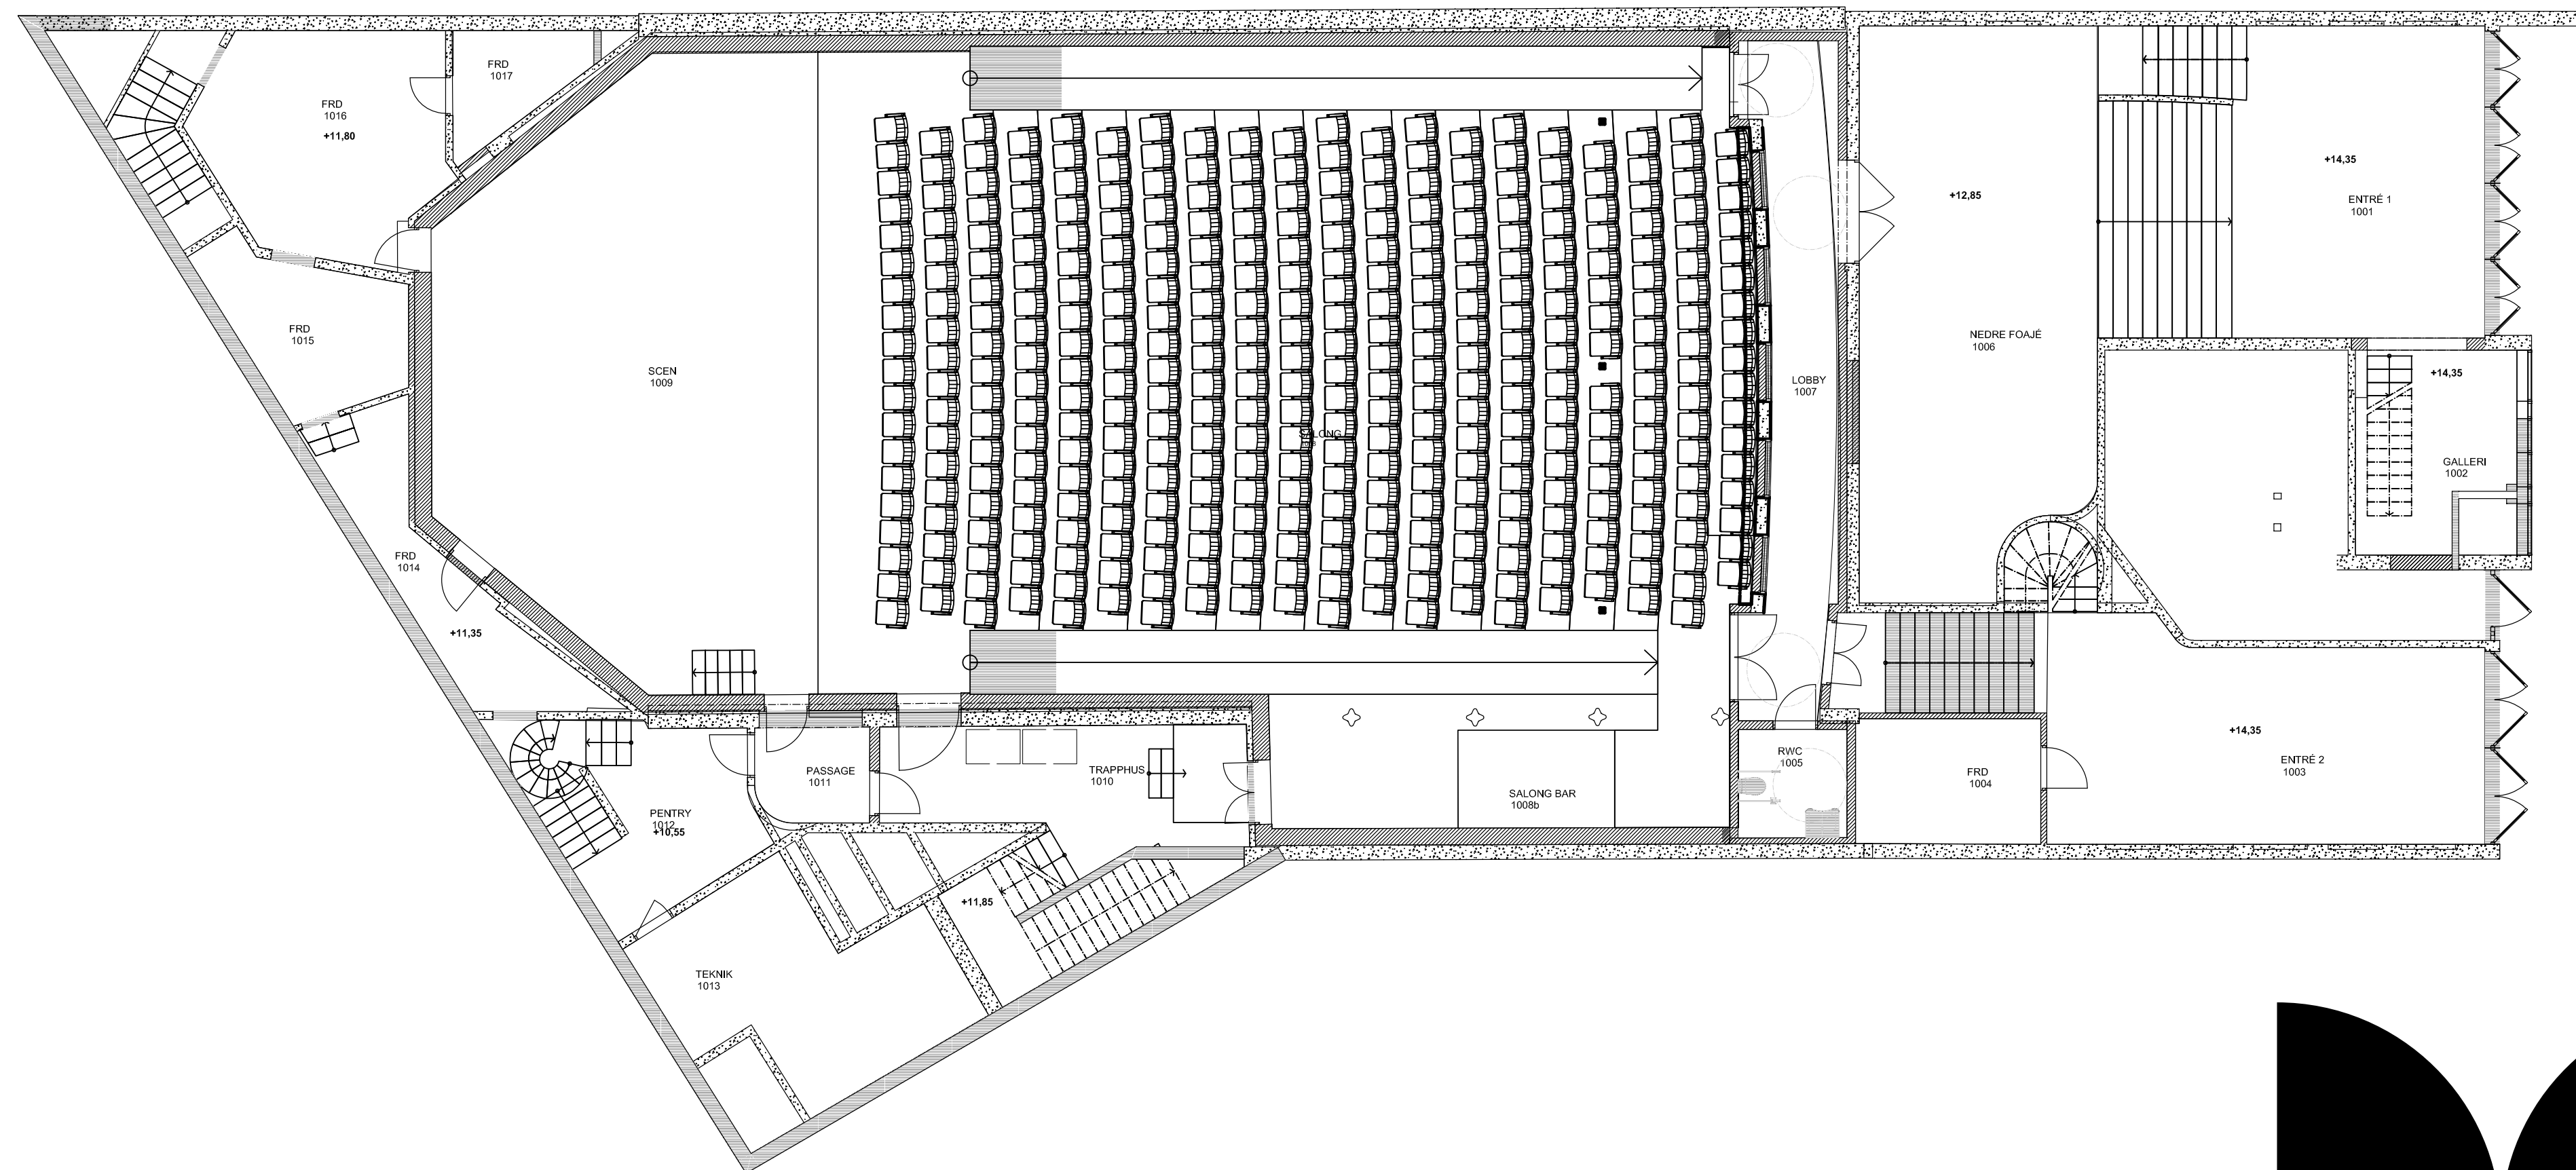 FRD
1017
FRD
1016
+11,80
+14,35
ENTRÉ 1
1001
+12,85
FRD
1015
NEDRE FOAJÉ
1006
SCEN
1009
LOBBY
1007
+14,35
SALONG
GALLERI
1002
FRD
1014
+11,35
+14,35
ENTRÉ 2
1003
RWC
1005
PASSAGE
1011
TRAPPHUS
1010
FRD
1004
SALONG BAR
1008b
PENTRY
1012
+10,55
+11,85
TEKNIK
1013